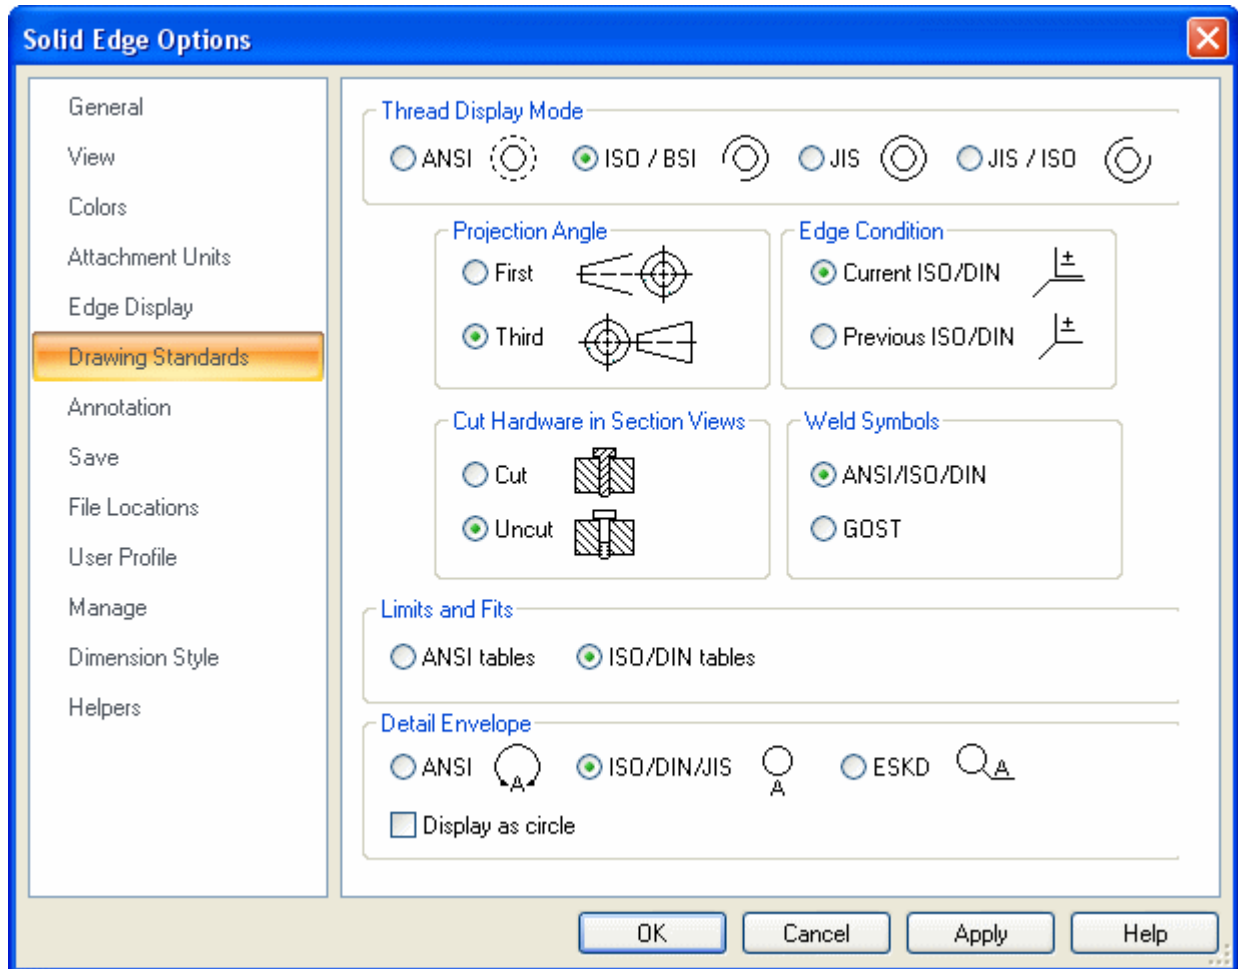 Solid Edge Options
General
View
Colors
Attachment Units
Edge Display
Drawing Standards
Annotation
Save
File Locations
User Profile
Manage
Dimension Style
Helpers
Thread Display Mode
ANSI ISO / BSI JIS JIS / ISO
Projection Angle
First
Third
Edge Condition
Current ISO/DIN ±
Previous ISO/DIN ±
Cut Hardware in Section Views
Cut
Uncut
Weld Symbols
ANSI/ISO/DIN
GOST
Limits and Fits
ANSI tables ISO/DIN tables
Detail Envelope
ANSI A ISO/DIN/JIS A ESKD A
Display as circle
OK Cancel Apply Help